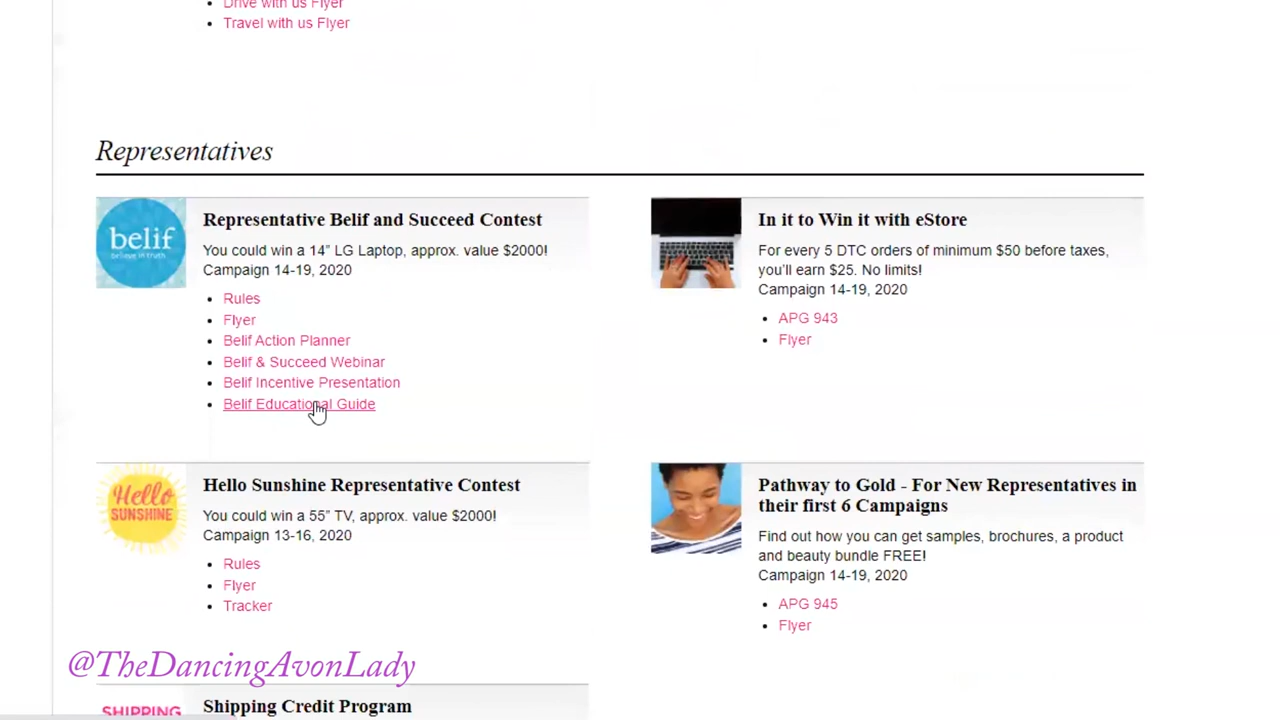 Drive with us Flyer
Travel with us Flyer
Representatives
belif
believe in truth
Representative Belif and Succeed Contest
You could win a 14” LG Laptop, approx. value $2000!
Campaign 14-19, 2020
Rules
Flyer
Belif Action Planner
Belif & Succeed Webinar
Belif Incentive Presentation
Belif Educational Guide
In it to Win it with eStore
For every 5 DTC orders of minimum $50 before taxes,
you’ll earn $25. No limits!
Campaign 14-19, 2020
APG 943
Flyer
Hello
SUNSHINE
Hello Sunshine Representative Contest
You could win a 55” TV, approx. value $2000!
Campaign 13-16, 2020
Rules
Flyer
Tracker
Pathway to Gold - For New Representatives in
their first 6 Campaigns
Find out how you can get samples, brochures, a product
and beauty bundle FREE!
Campaign 14-19, 2020
APG 945
Flyer
@TheDancingAvonLady
SHIPPING
Shipping Credit Program